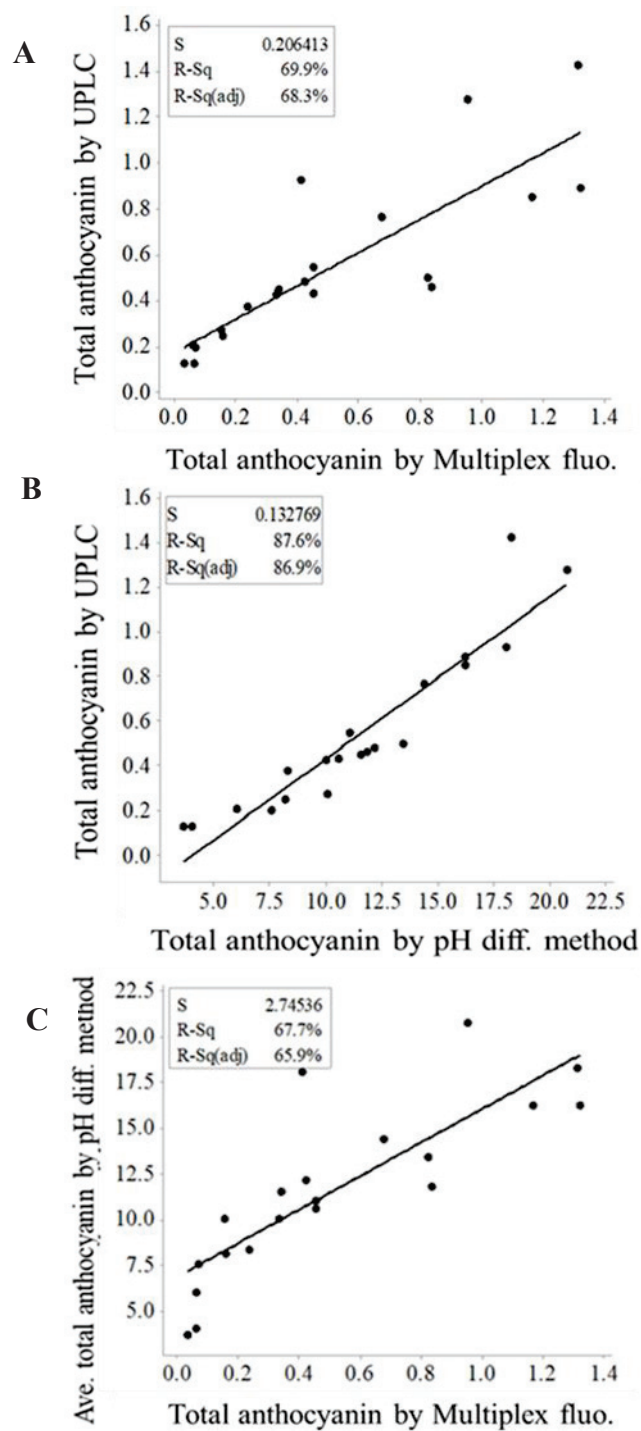 A
Total anthocyanin by UPLC
1.6
1.4
1.2
1.0
0.8
0.6
0.4
0.2
0.0
S 0.206413
R-Sq 69.9%
R-Sq(adj) 68.3%
0.0 0.2 0.4 0.6 0.8 1.0 1.2 1.4
Total anthocyanin by Multiplex fluo.
B
Total anthocyanin by UPLC
1.6
1.4
1.2
1.0
0.8
0.6
0.4
0.2
0.0
S 0.132769
R-Sq 87.6%
R-Sq(adj) 86.9%
5.0 7.5 10.0 12.5 15.0 17.5 20.0 22.5
Total anthocyanin by pH diff. method
C
Ave. total anthocyanin by pH diff. method
22.5
20.0
17.5
15.0
12.5
10.0
7.5
5.0
S 2.74536
R-Sq 67.7%
R-Sq(adj) 65.9%
0.0 0.2 0.4 0.6 0.8 1.0 1.2 1.4
Total anthocyanin by Multiplex fluo.